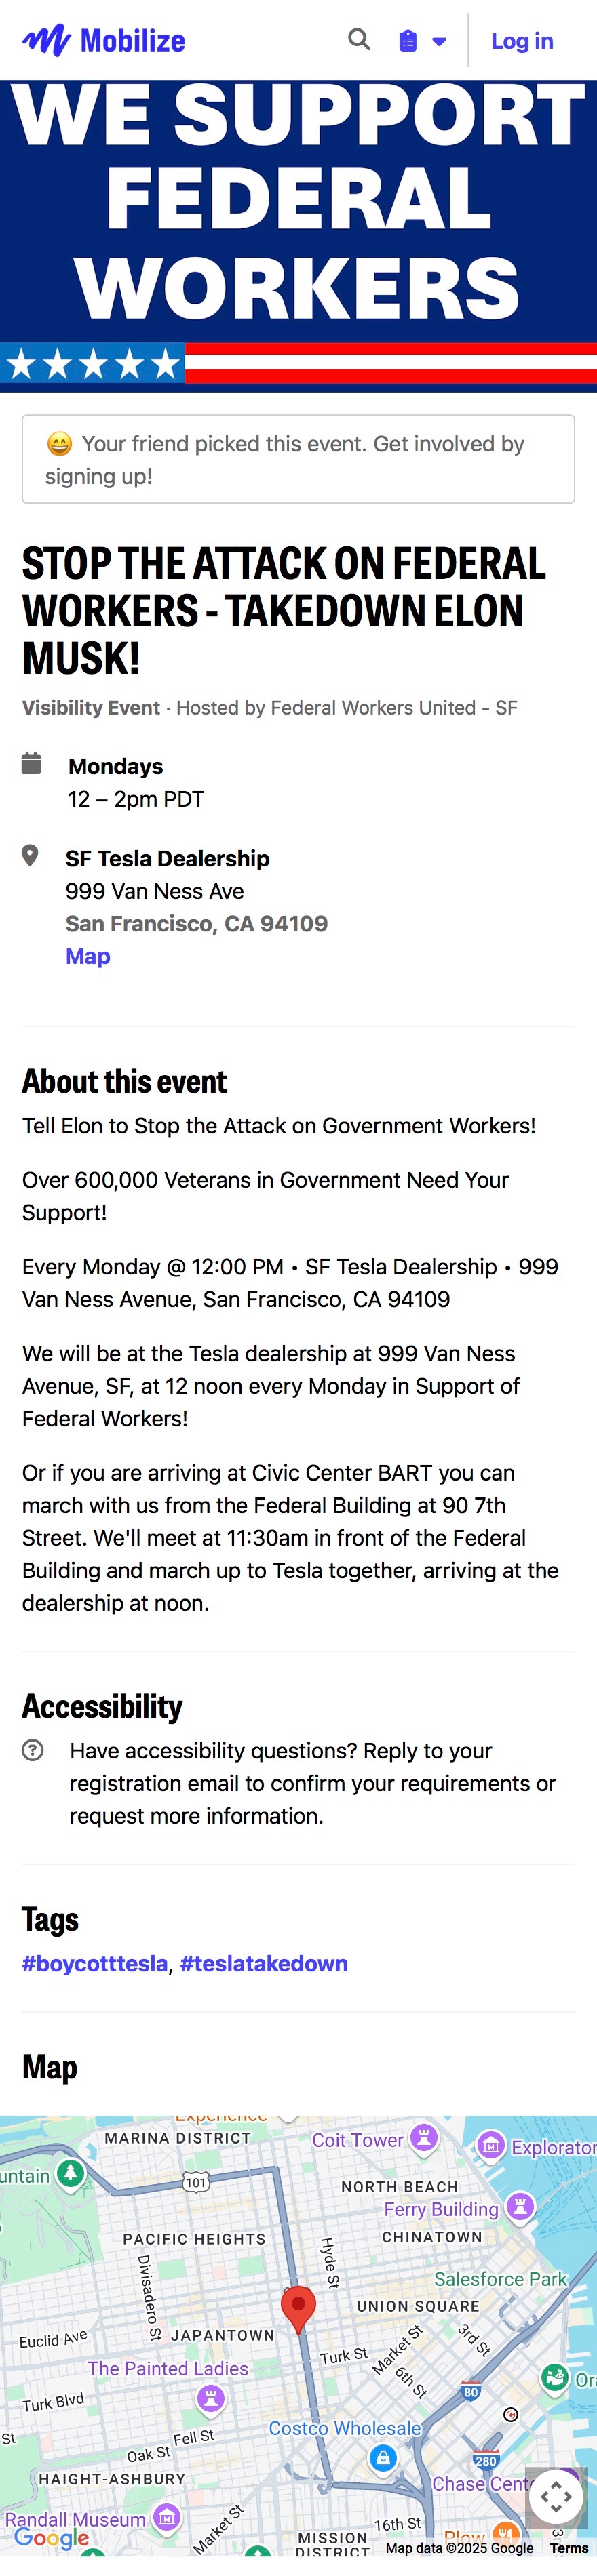 Mobilize
Log in
WE SUPPORT
FEDERAL
WORKERS
Your friend picked this event. Get involved by
signing up!
STOP THE ATTACK ON FEDERAL
WORKERS - TAKEDOWN ELON
MUSK!
Visibility Event · Hosted by Federal Workers United - SF
Mondays
12 – 2pm PDT
SF Tesla Dealership
999 Van Ness Ave
San Francisco, CA 94109
Map
About this event
Tell Elon to Stop the Attack on Government Workers!
Over 600,000 Veterans in Government Need Your
Support!
Every Monday @ 12:00 PM • SF Tesla Dealership • 999
Van Ness Avenue, San Francisco, CA 94109
We will be at the Tesla dealership at 999 Van Ness
Avenue, SF, at 12 noon every Monday in Support of
Federal Workers!
Or if you are arriving at Civic Center BART you can
march with us from the Federal Building at 90 7th
Street. We'll meet at 11:30am in front of the Federal
Building and march up to Tesla together, arriving at the
dealership at noon.
Accessibility
Have accessibility questions? Reply to your
registration email to confirm your requirements or
request more information.
Tags
#boycotttesla, #teslatakedown
Map
Experience
MARINA DISTRICT
Coit Tower
Explorator
untain
101
NORTH BEACH
Ferry Building
PACIFIC HEIGHTS
CHINATOWN
Hyde St
Divisadero St
Salesforce Park
UNION SQUARE
Euclid Ave
JAPANTOWN
Turk St
Market St
3rd St
The Painted Ladies
6th St
Turk Blvd
80
Or
St
Fell St
Costco Wholesale
Oak St
280
HAIGHT-ASHBURY
Chase Cent
Randall Museum
Market St
16th St
Google
MISSION
DISTRICT
Map data ©2025 Google
Terms